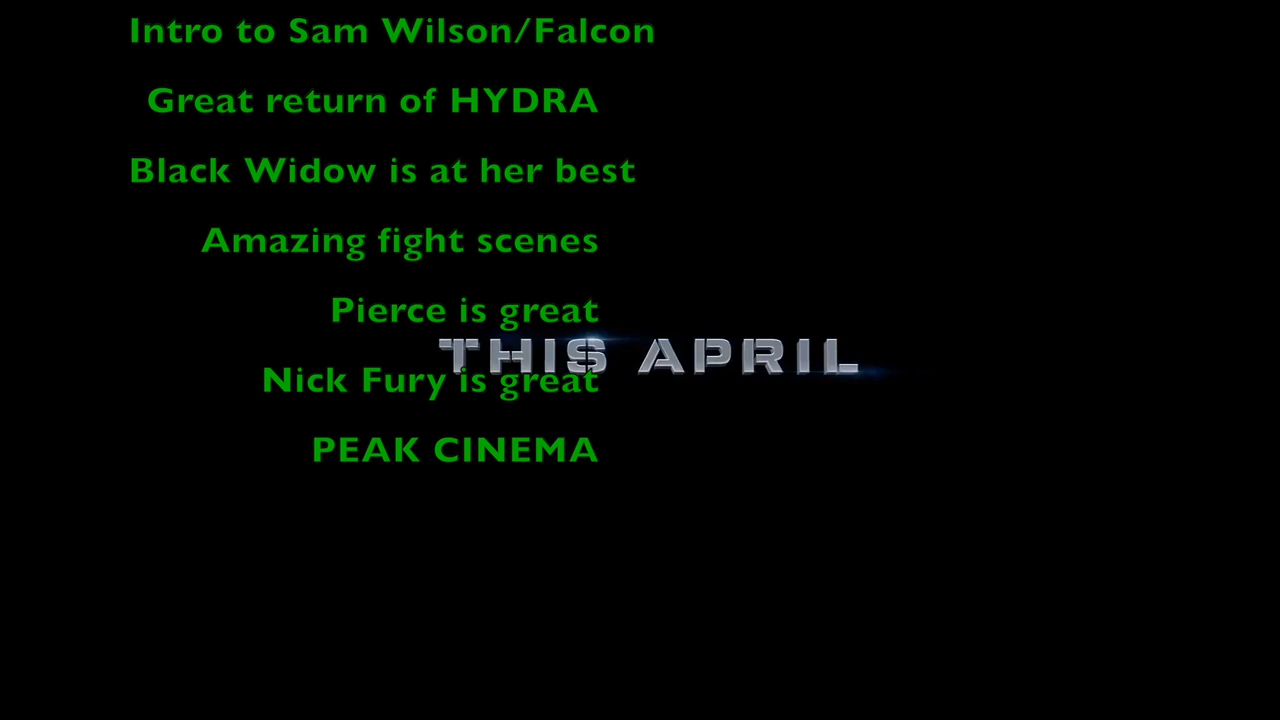 Intro to Sam Wilson/Falcon
Great return of HYDRA
Black Widow is at her best
Amazing fight scenes
Pierce is great
THIS APRIL
Nick Fury is great
PEAK CINEMA